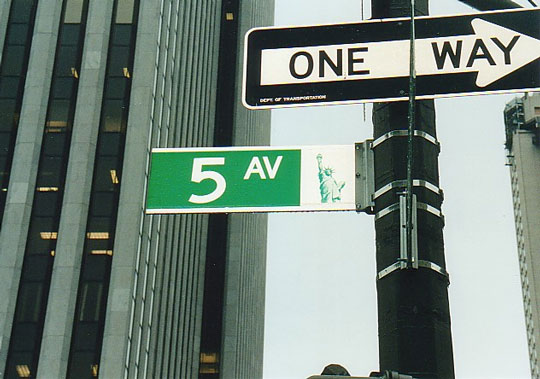 ONE WAY
DEPT OF TRANSPORTATION
5 AV